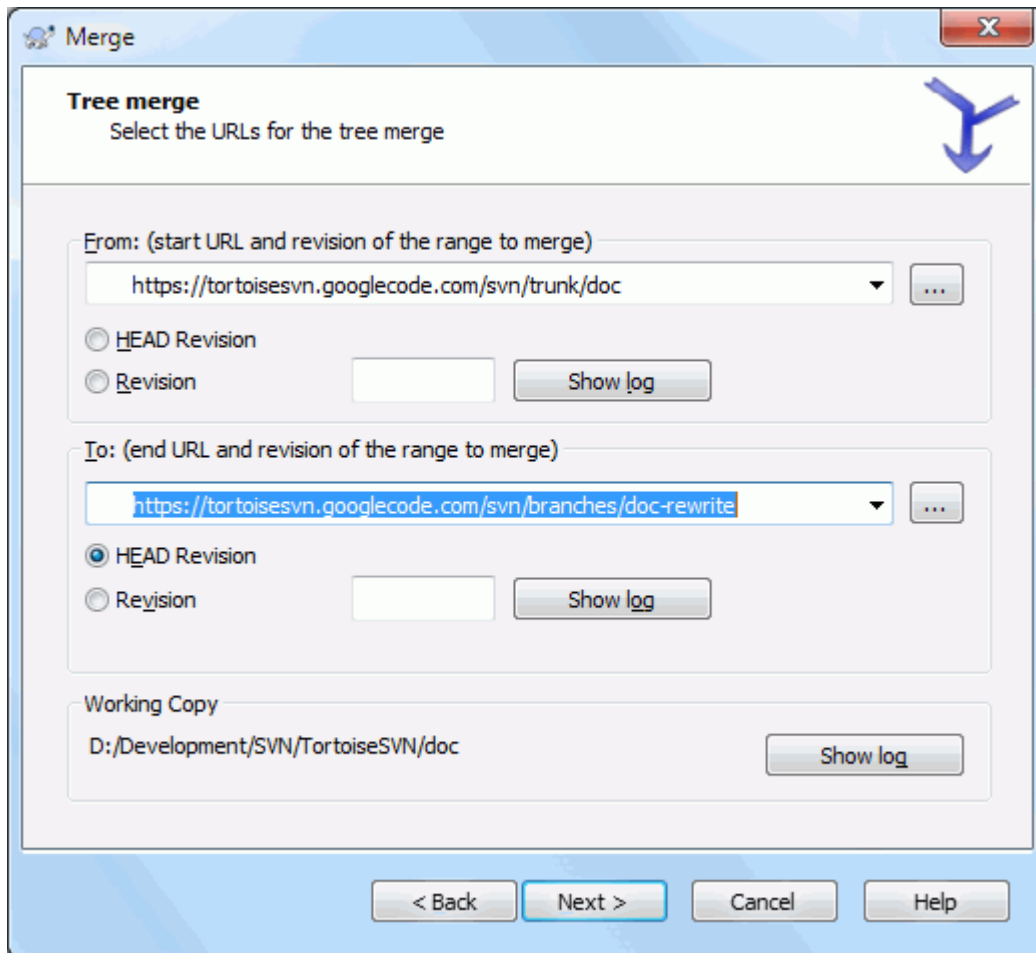 Merge
Tree merge
Select the URLs for the tree merge
From: (start URL and revision of the range to merge)
https://tortoisesvn.googlecode.com/svn/trunk/doc
...
HEAD Revision
Revision
Show log
To: (end URL and revision of the range to merge)
https://tortoisesvn.googlecode.com/svn/branches/doc-rewrite
...
HEAD Revision
Revision
Show log
Working Copy
D:/Development/SVN/TortoiseSVN/doc
Show log
< Back
Next >
Cancel
Help